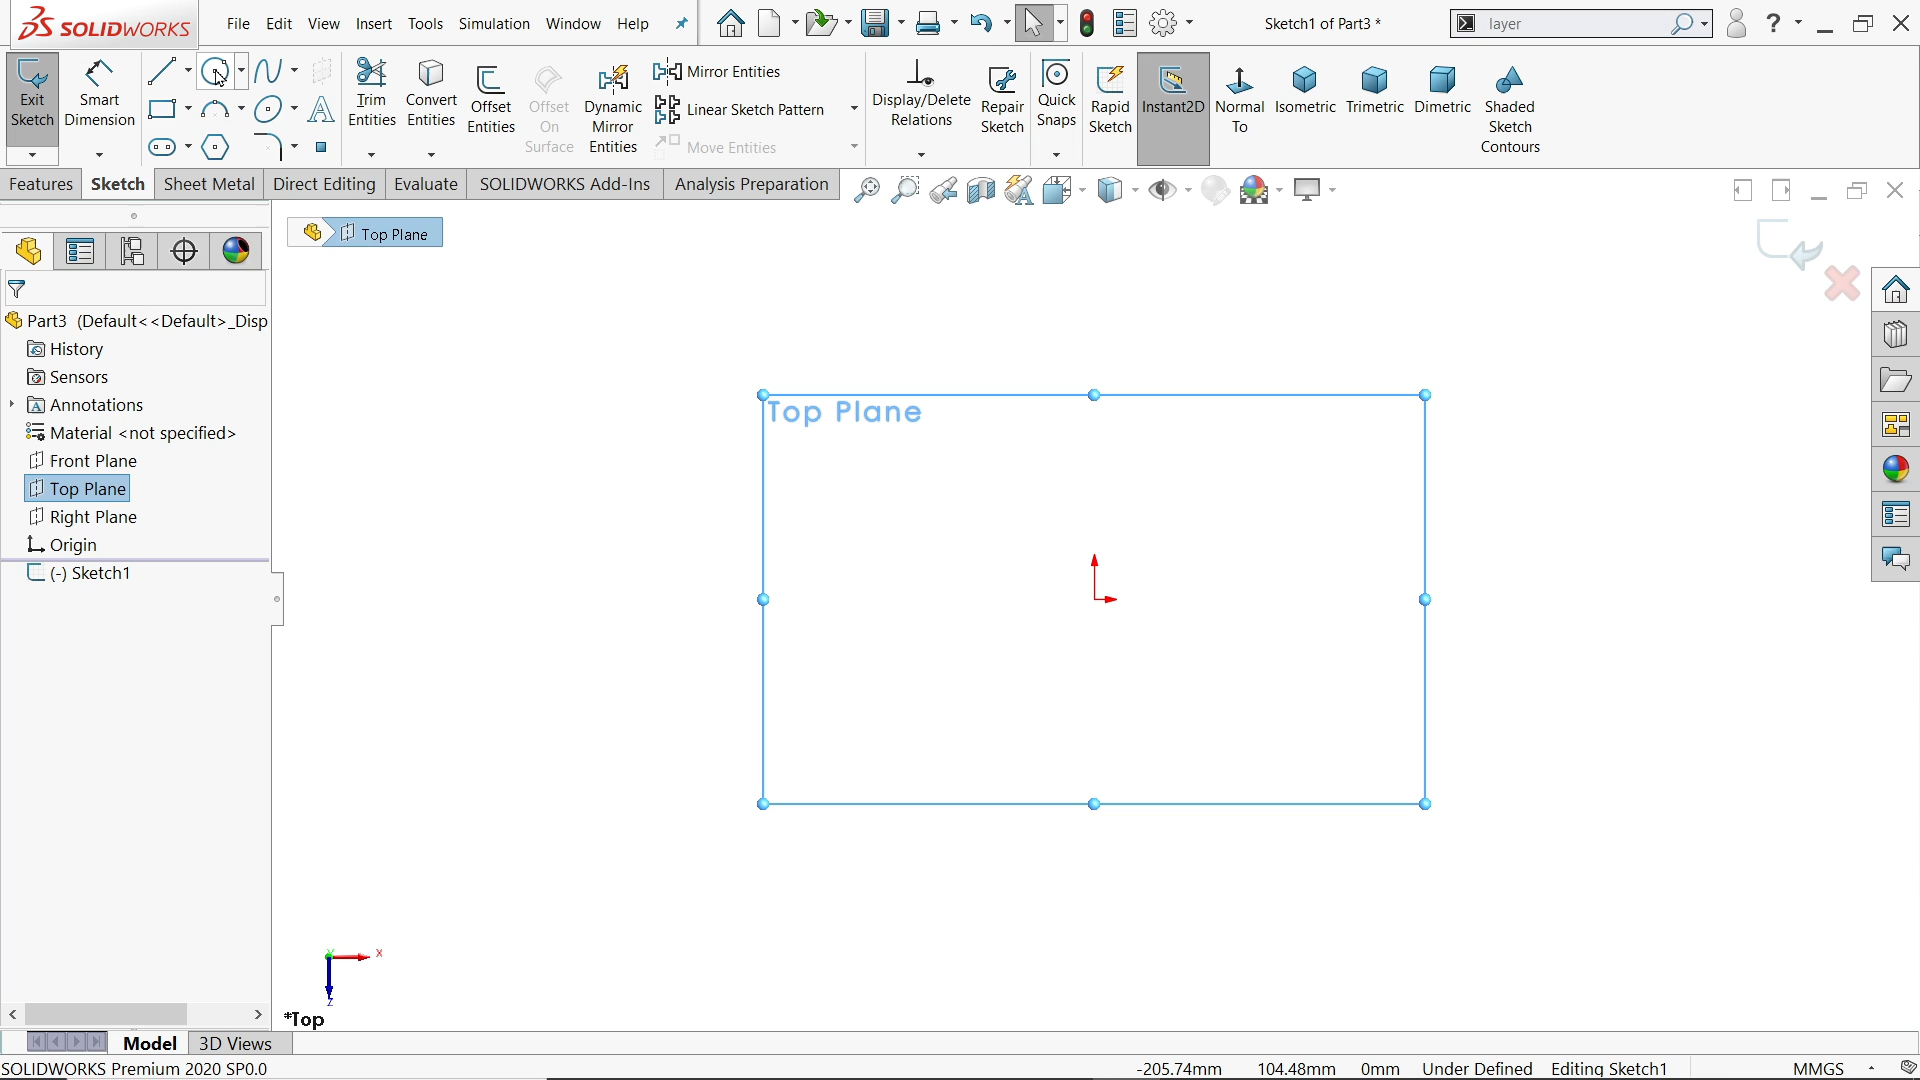 SOLIDWORKS File Edit View Insert Tools Simulation Window Help Sketch1 of Part3 * layer ?
Exit Sketch
Smart Dimension
Trim Entities
Convert Entities
Offset Entities
Offset On Surface
Dynamic Mirror Entities
Mirror Entities
Linear Sketch Pattern
Move Entities
Display/Delete Relations
Repair Sketch
Quick Snaps
Rapid Sketch
Instant2D
Normal To
Isometric
Trimetric
Dimetric
Shaded Sketch Contours
Features Sketch Sheet Metal Direct Editing Evaluate SOLIDWORKS Add-Ins Analysis Preparation
Top Plane
Part3 (Default<<Default>_Disp
History
Sensors
Annotations
Material <not specified>
Front Plane
Top Plane
Right Plane
Origin
(-) Sketch1
Top Plane
Y
X
Z
*Top
Model 3D Views
SOLIDWORKS Premium 2020 SP0.0 -205.74mm 104.48mm 0mm Under Defined Editing Sketch1 MMGS